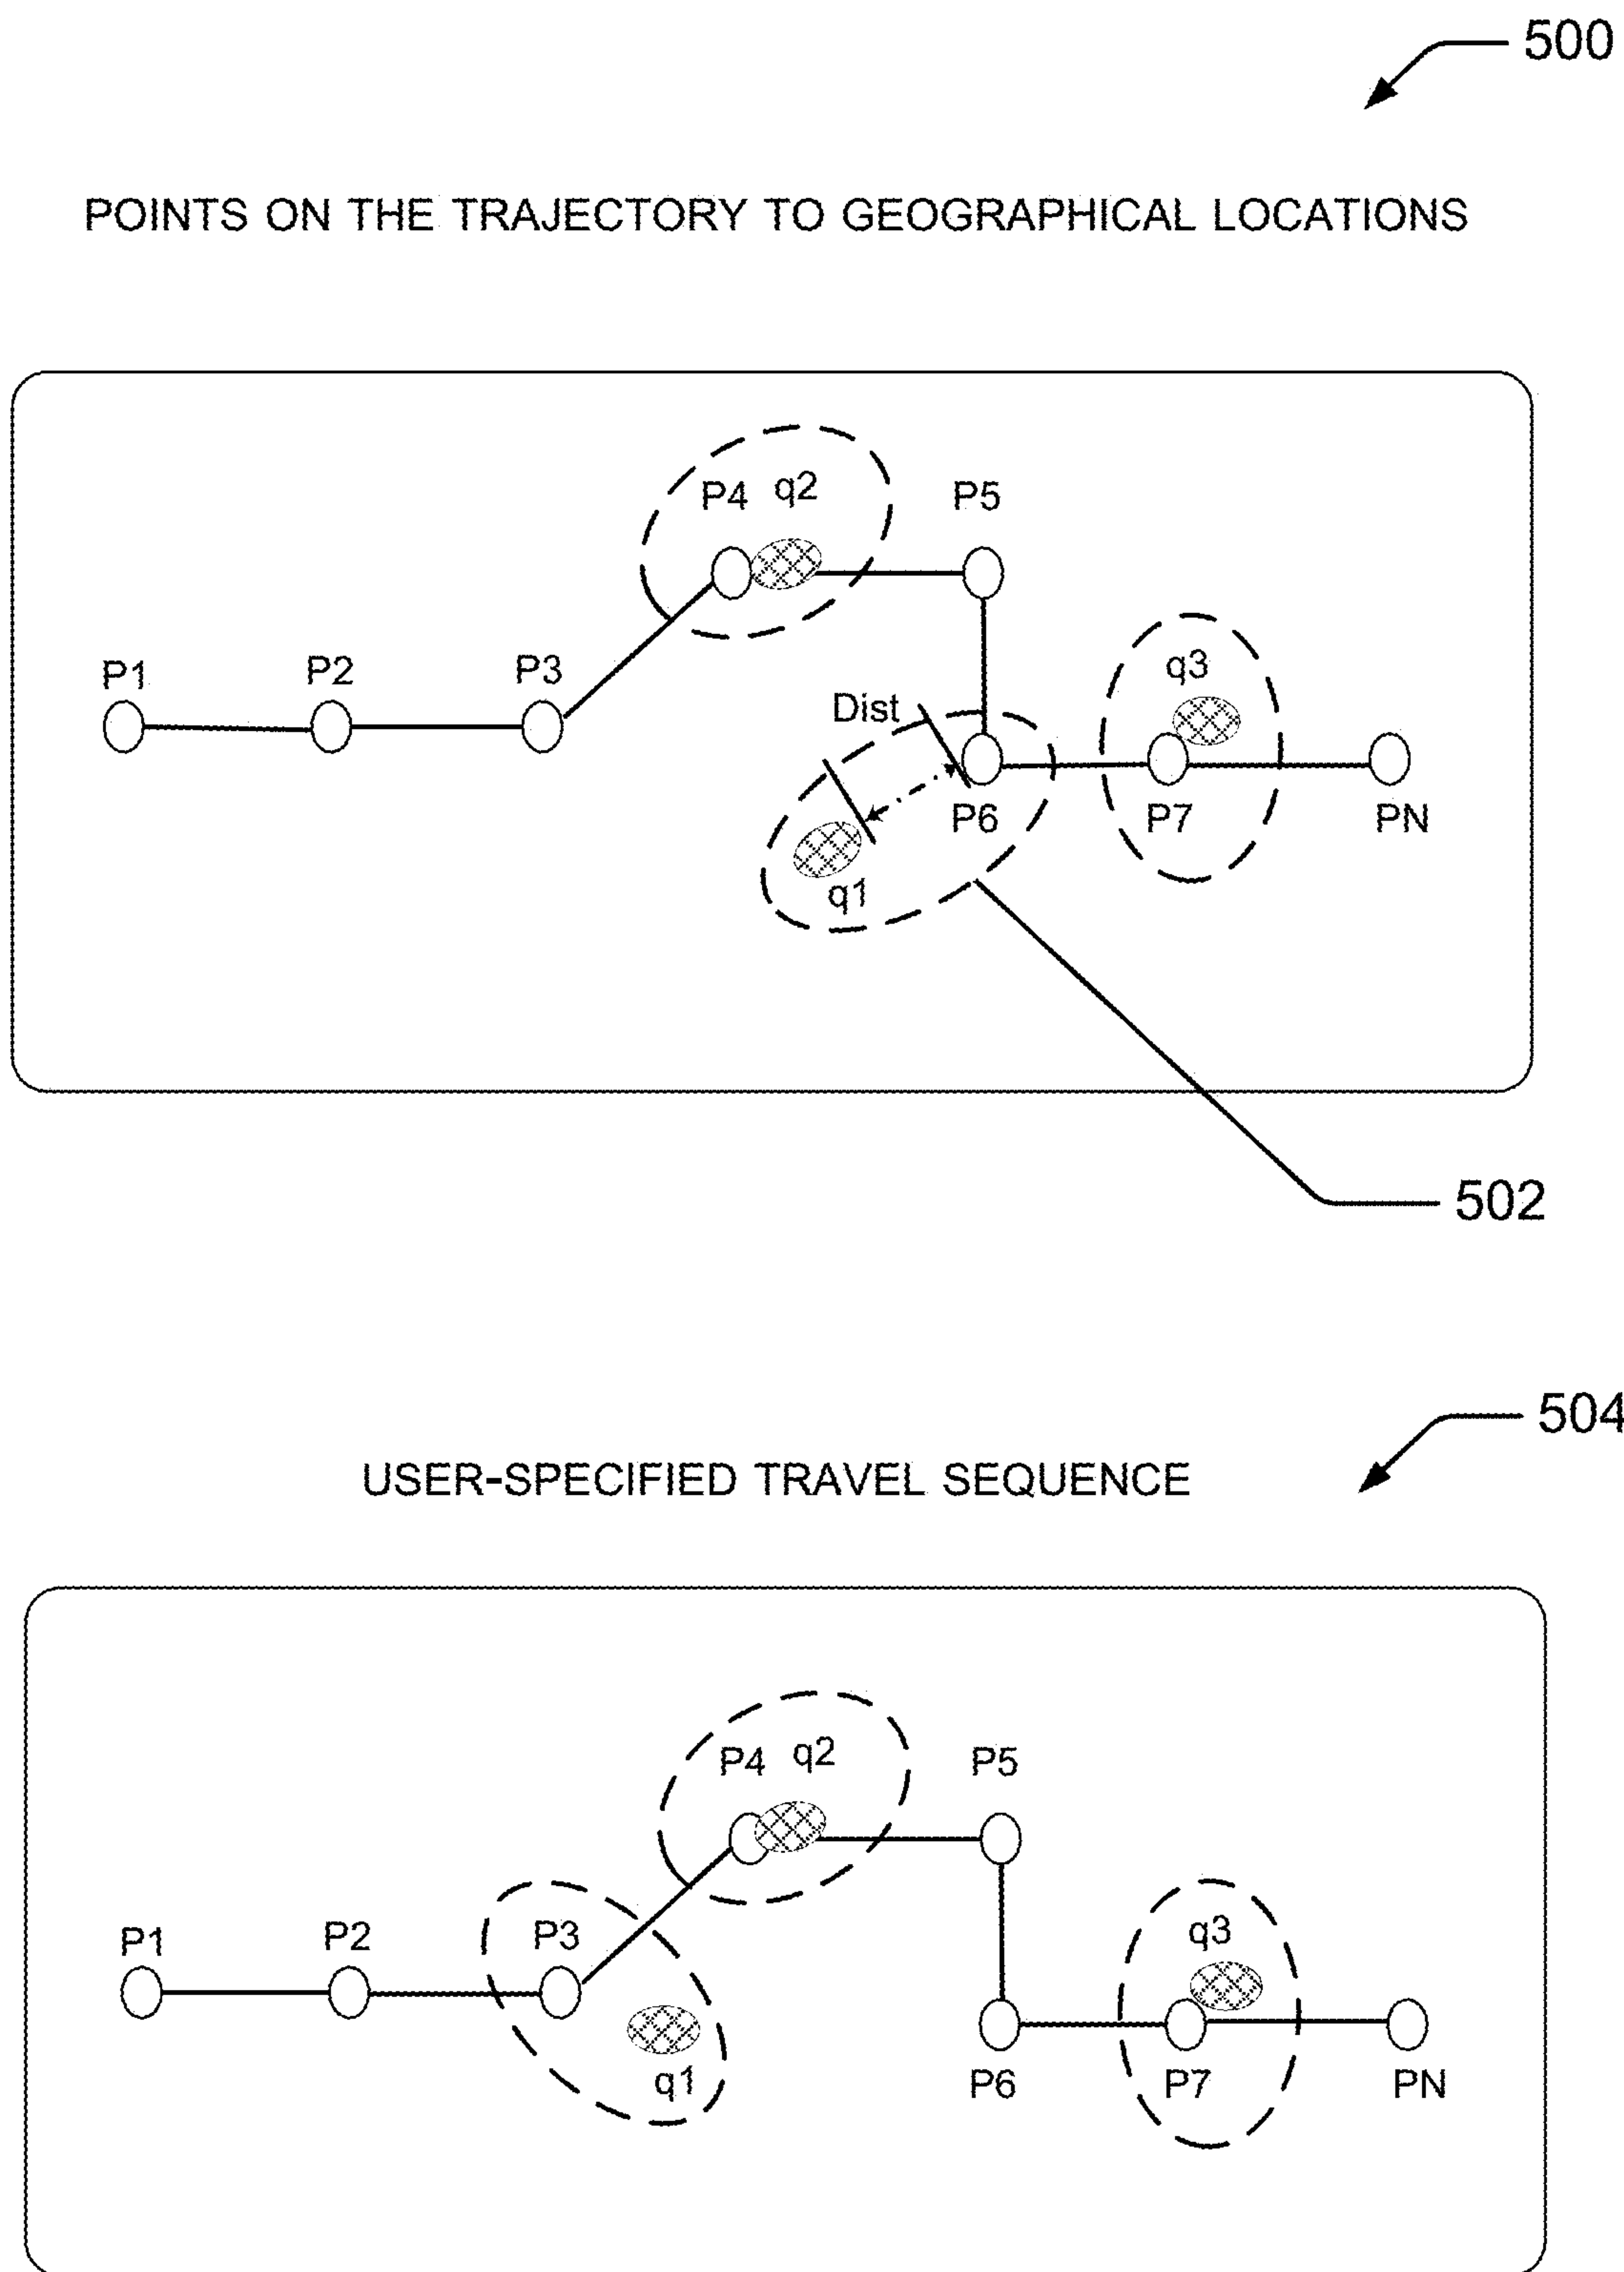 500
POINTS ON THE TRAJECTORY TO GEOGRAPHICAL LOCATIONS
P4 q2 P5
P1 P2 P3 q3
Dist
P6 P7 PN
q1
502
504
USER-SPECIFIED TRAVEL SEQUENCE
P4 q2 P5
P1 P2 P3 q3
q1 P6 P7 PN